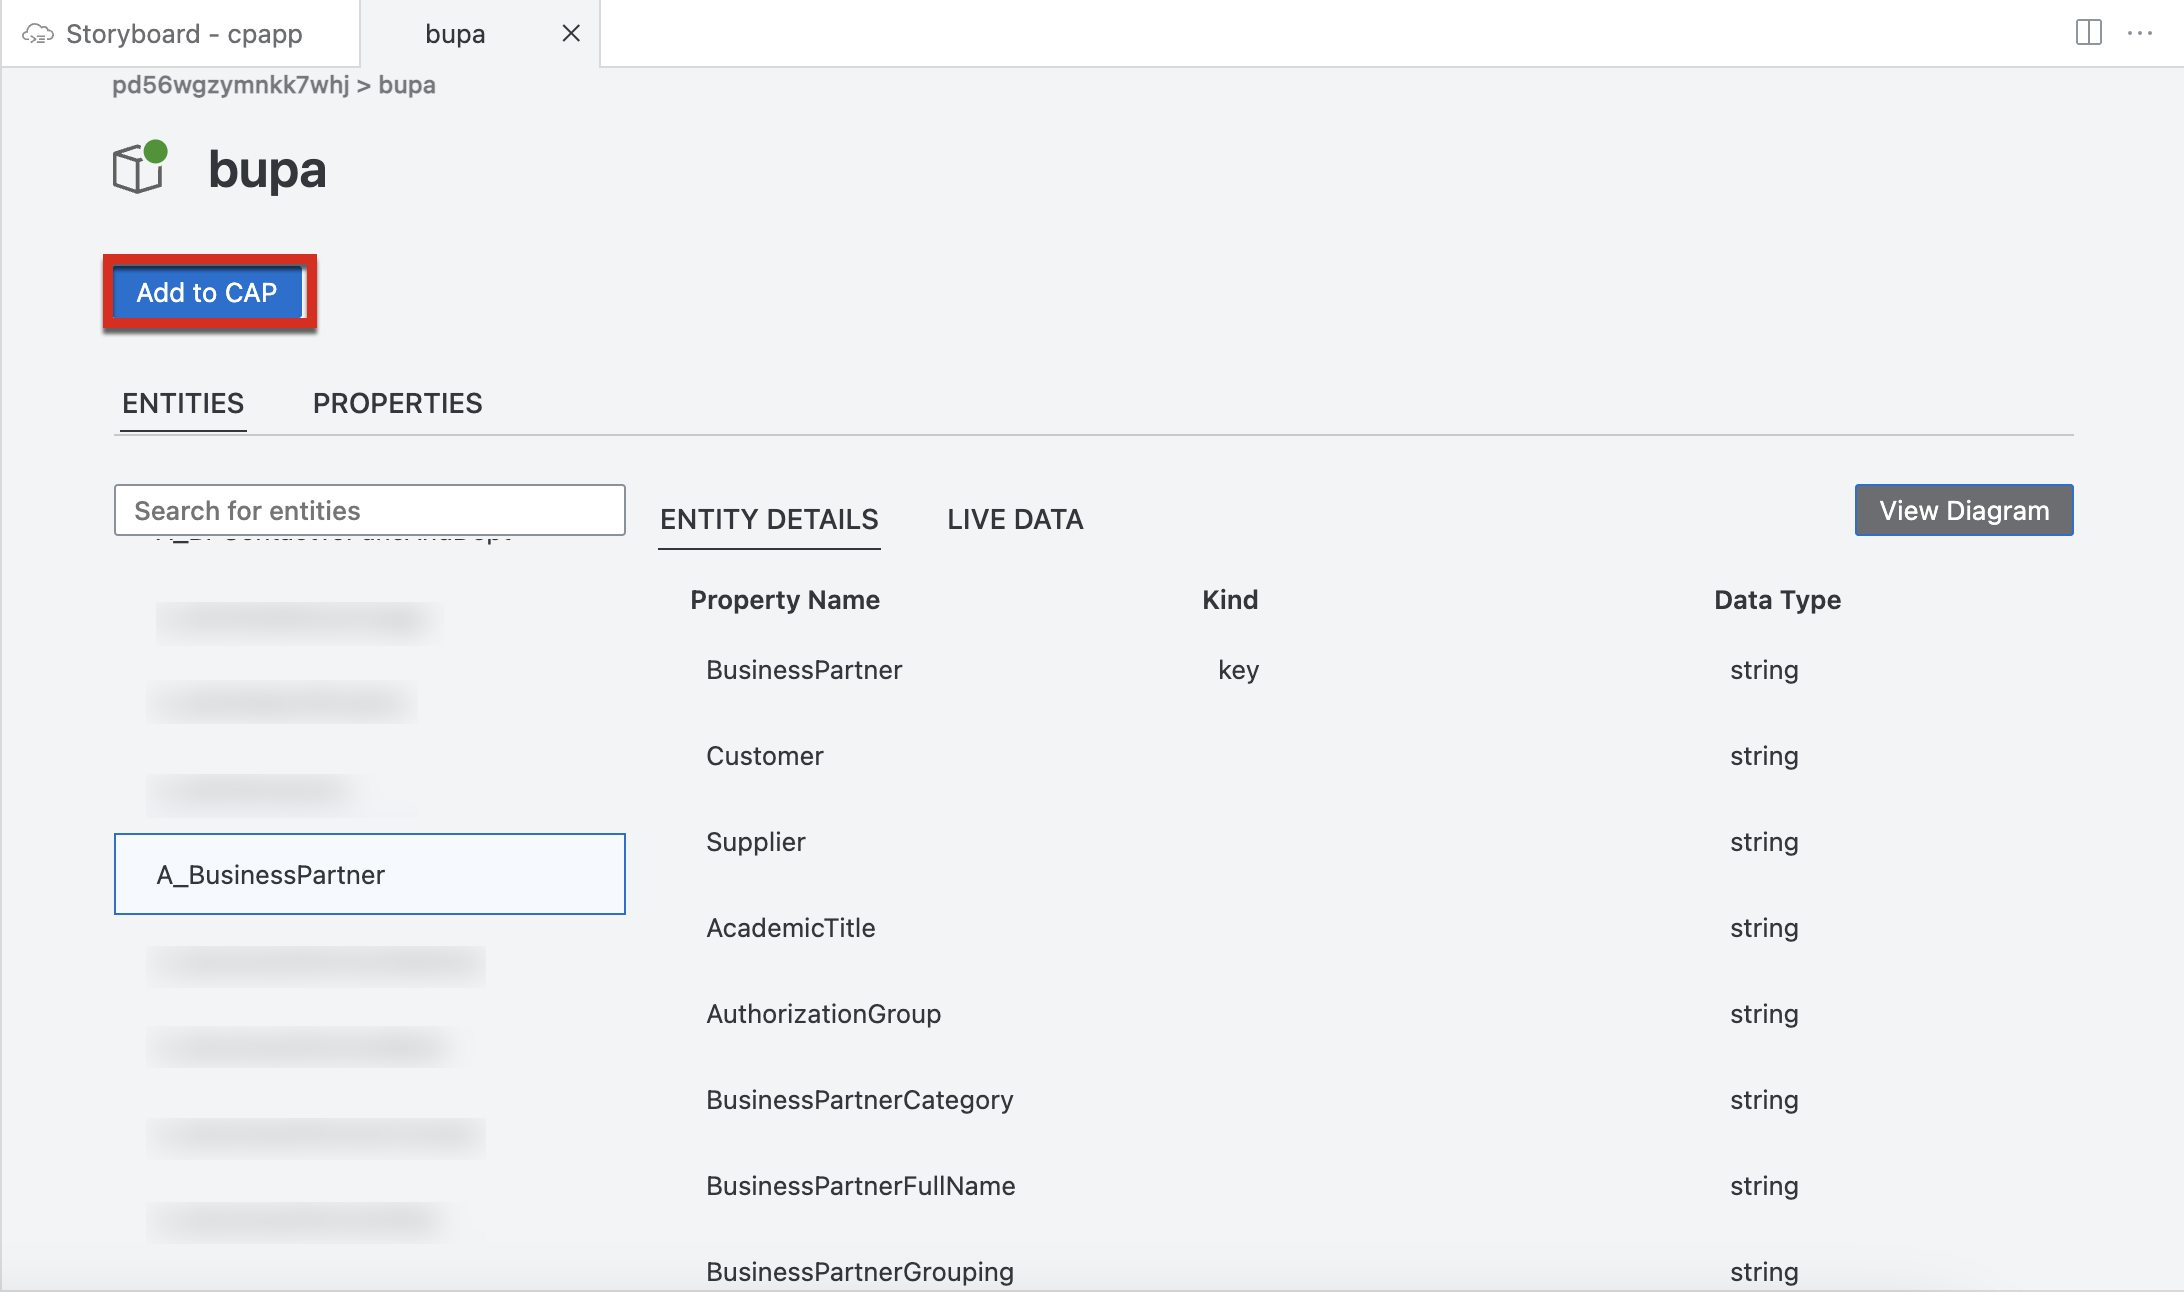 Storyboard - cpapp
bupa
pd56wgzymnkk7whj > bupa
bupa
Add to CAP
ENTITIES PROPERTIES
Search for entities
ENTITY DETAILS LIVE DATA
View Diagram
Property Name Kind Data Type
BusinessPartner key string
Customer string
Supplier string
A_BusinessPartner
AcademicTitle string
AuthorizationGroup string
BusinessPartnerCategory string
BusinessPartnerFullName string
BusinessPartnerGrouping string